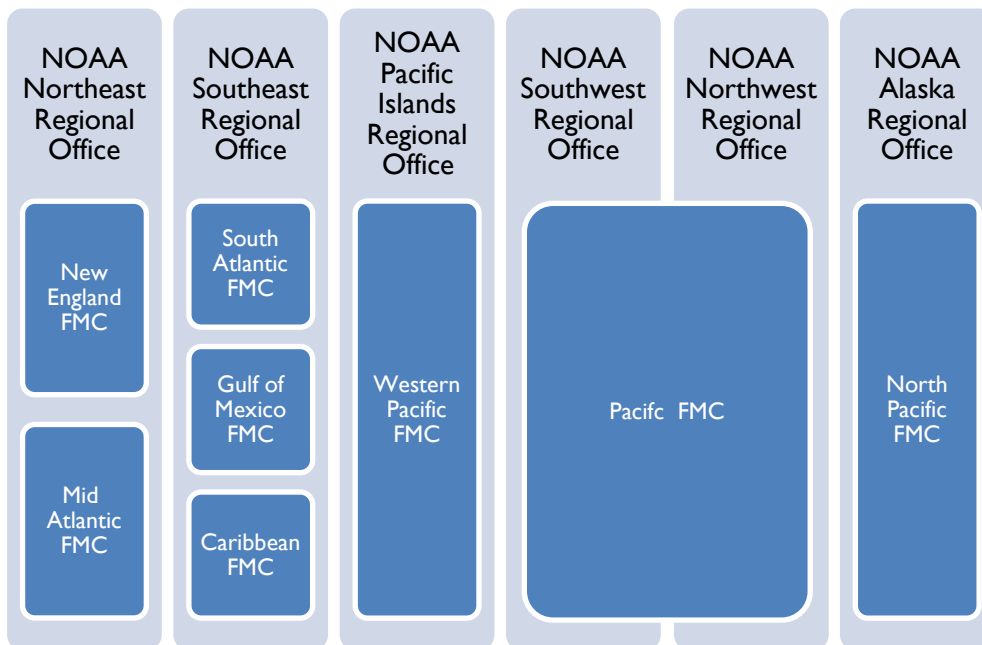 NOAA
Northeast
Regional
Office
New
England
FMC
Mid
Atlantic
FMC
NOAA
Southeast
Regional
Office
South
Atlantic
FMC
Gulf of
Mexico
FMC
Caribbean
FMC
NOAA
Pacific
Islands
Regional
Office
Western
Pacific
FMC
NOAA
Southwest
Regional
Office
NOAA
Northwest
Regional
Office
Pacifc FMC
NOAA
Alaska
Regional
Office
North
Pacific
FMC